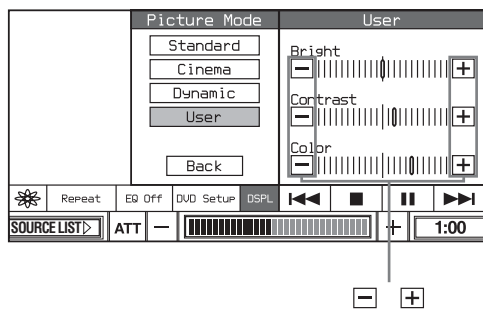 Picture Mode
User
Standard
Cinema
Dynamic
User
Back
Bright
− +
Contrast
− +
Color
− +
Repeat
EQ Off
DVD Setup
DSPL
SOURCE LIST
ATT
− +
1:00
− +